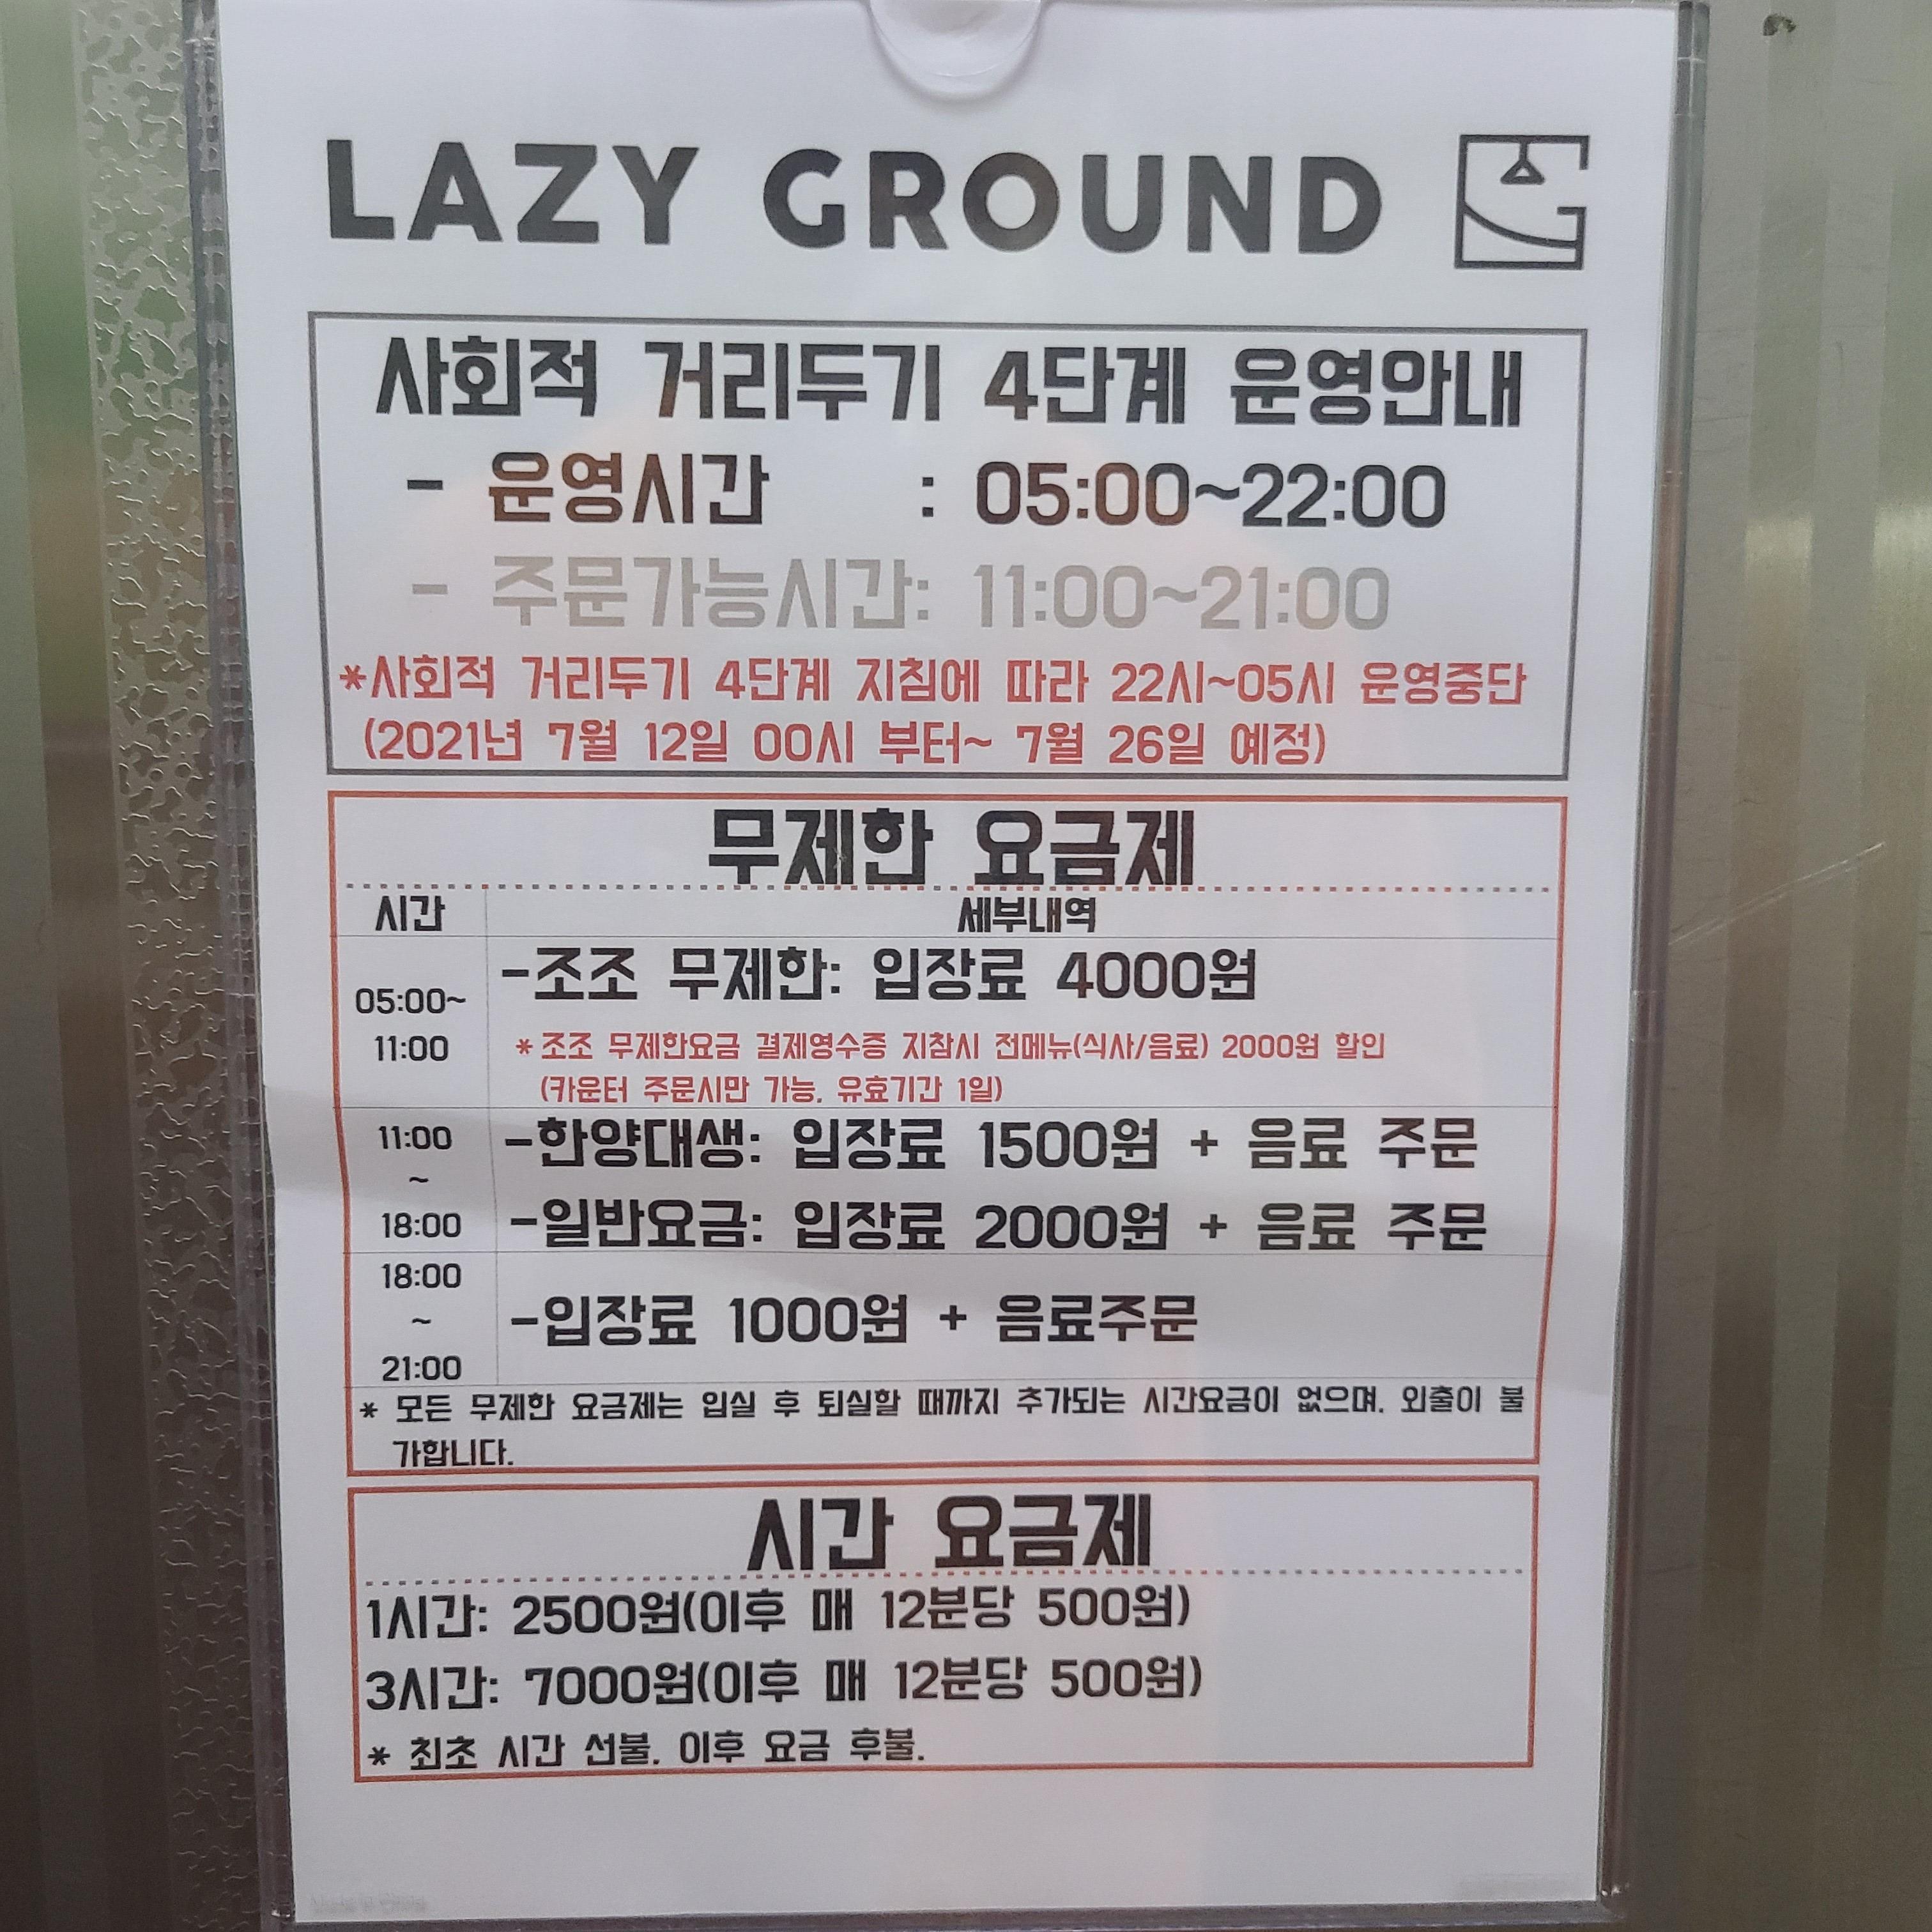 LAZY GROUND
사회적 거리두기 4단계 운영안내
- 운영시간 : 05:00~22:00
- 주문가능시간: 11:00~21:00
*사회적 거리두기 4단계 지침에 따라 22시~05시 운영중단
(2021년 7월 12일 00시 부터~ 7월 26일 예정)
무제한 요금제
시간 세부내역
05:00~
11:00
-조조 무제한: 입장료 4000원
* 조조 무제한요금 결제영수증 지참시 전메뉴(식사/음료) 2000원 할인
(카운터 주문시만 가능. 유효기간 1일)
11:00
~
18:00
-한양대생: 입장료 1500원 + 음료 주문
-일반요금: 입장료 2000원 + 음료 주문
18:00
~
21:00
-입장료 1000원 + 음료주문
* 모든 무제한 요금제는 입실 후 퇴실할 때까지 추가되는 시간요금이 없으며. 외출이 불
가합니다.
시간 요금제
1시간: 2500원(이후 매 12분당 500원)
3시간: 7000원(이후 매 12분당 500원)
* 최초 시간 선불. 이후 요금 후불.